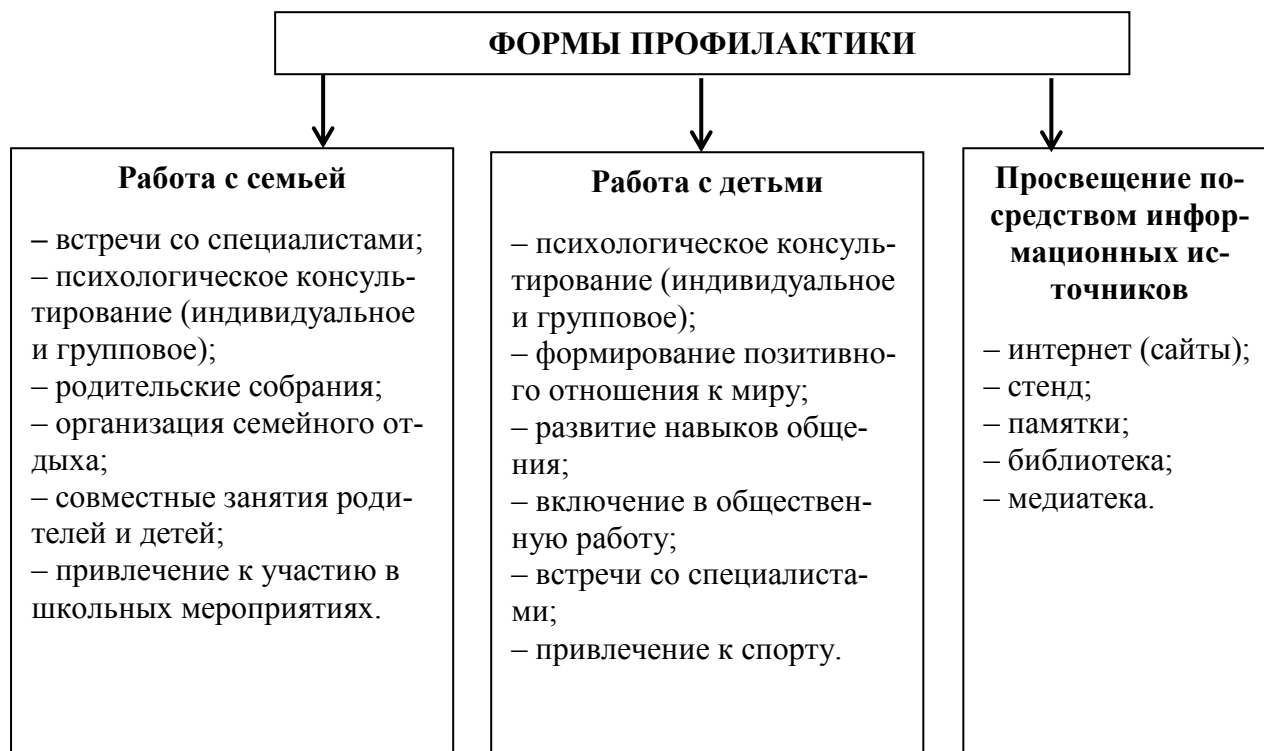 ФОРМЫ ПРОФИЛАКТИКИ
Работа с семьей
– встречи со специалистами;
– психологическое консуль-
тирование (индивидуальное
и групповое);
– родительские собрания;
– организация семейного от-
дыха;
– совместные занятия роди-
телей и детей;
– привлечение к участию в
школьных мероприятиях.
Работа с детьми
– психологическое консуль-
тирование (индивидуальное
и групповое);
– формирование позитивно-
го отношения к миру;
– развитие навыков обще-
ния;
– включение в обществен-
ную работу;
– встречи со специалиста-
ми;
– привлечение к спорту.
Просвещение по-
средством инфор-
мационных ис-
точников
– интернет (сайты);
– стенд;
– памятки;
– библиотека;
– медиатека.